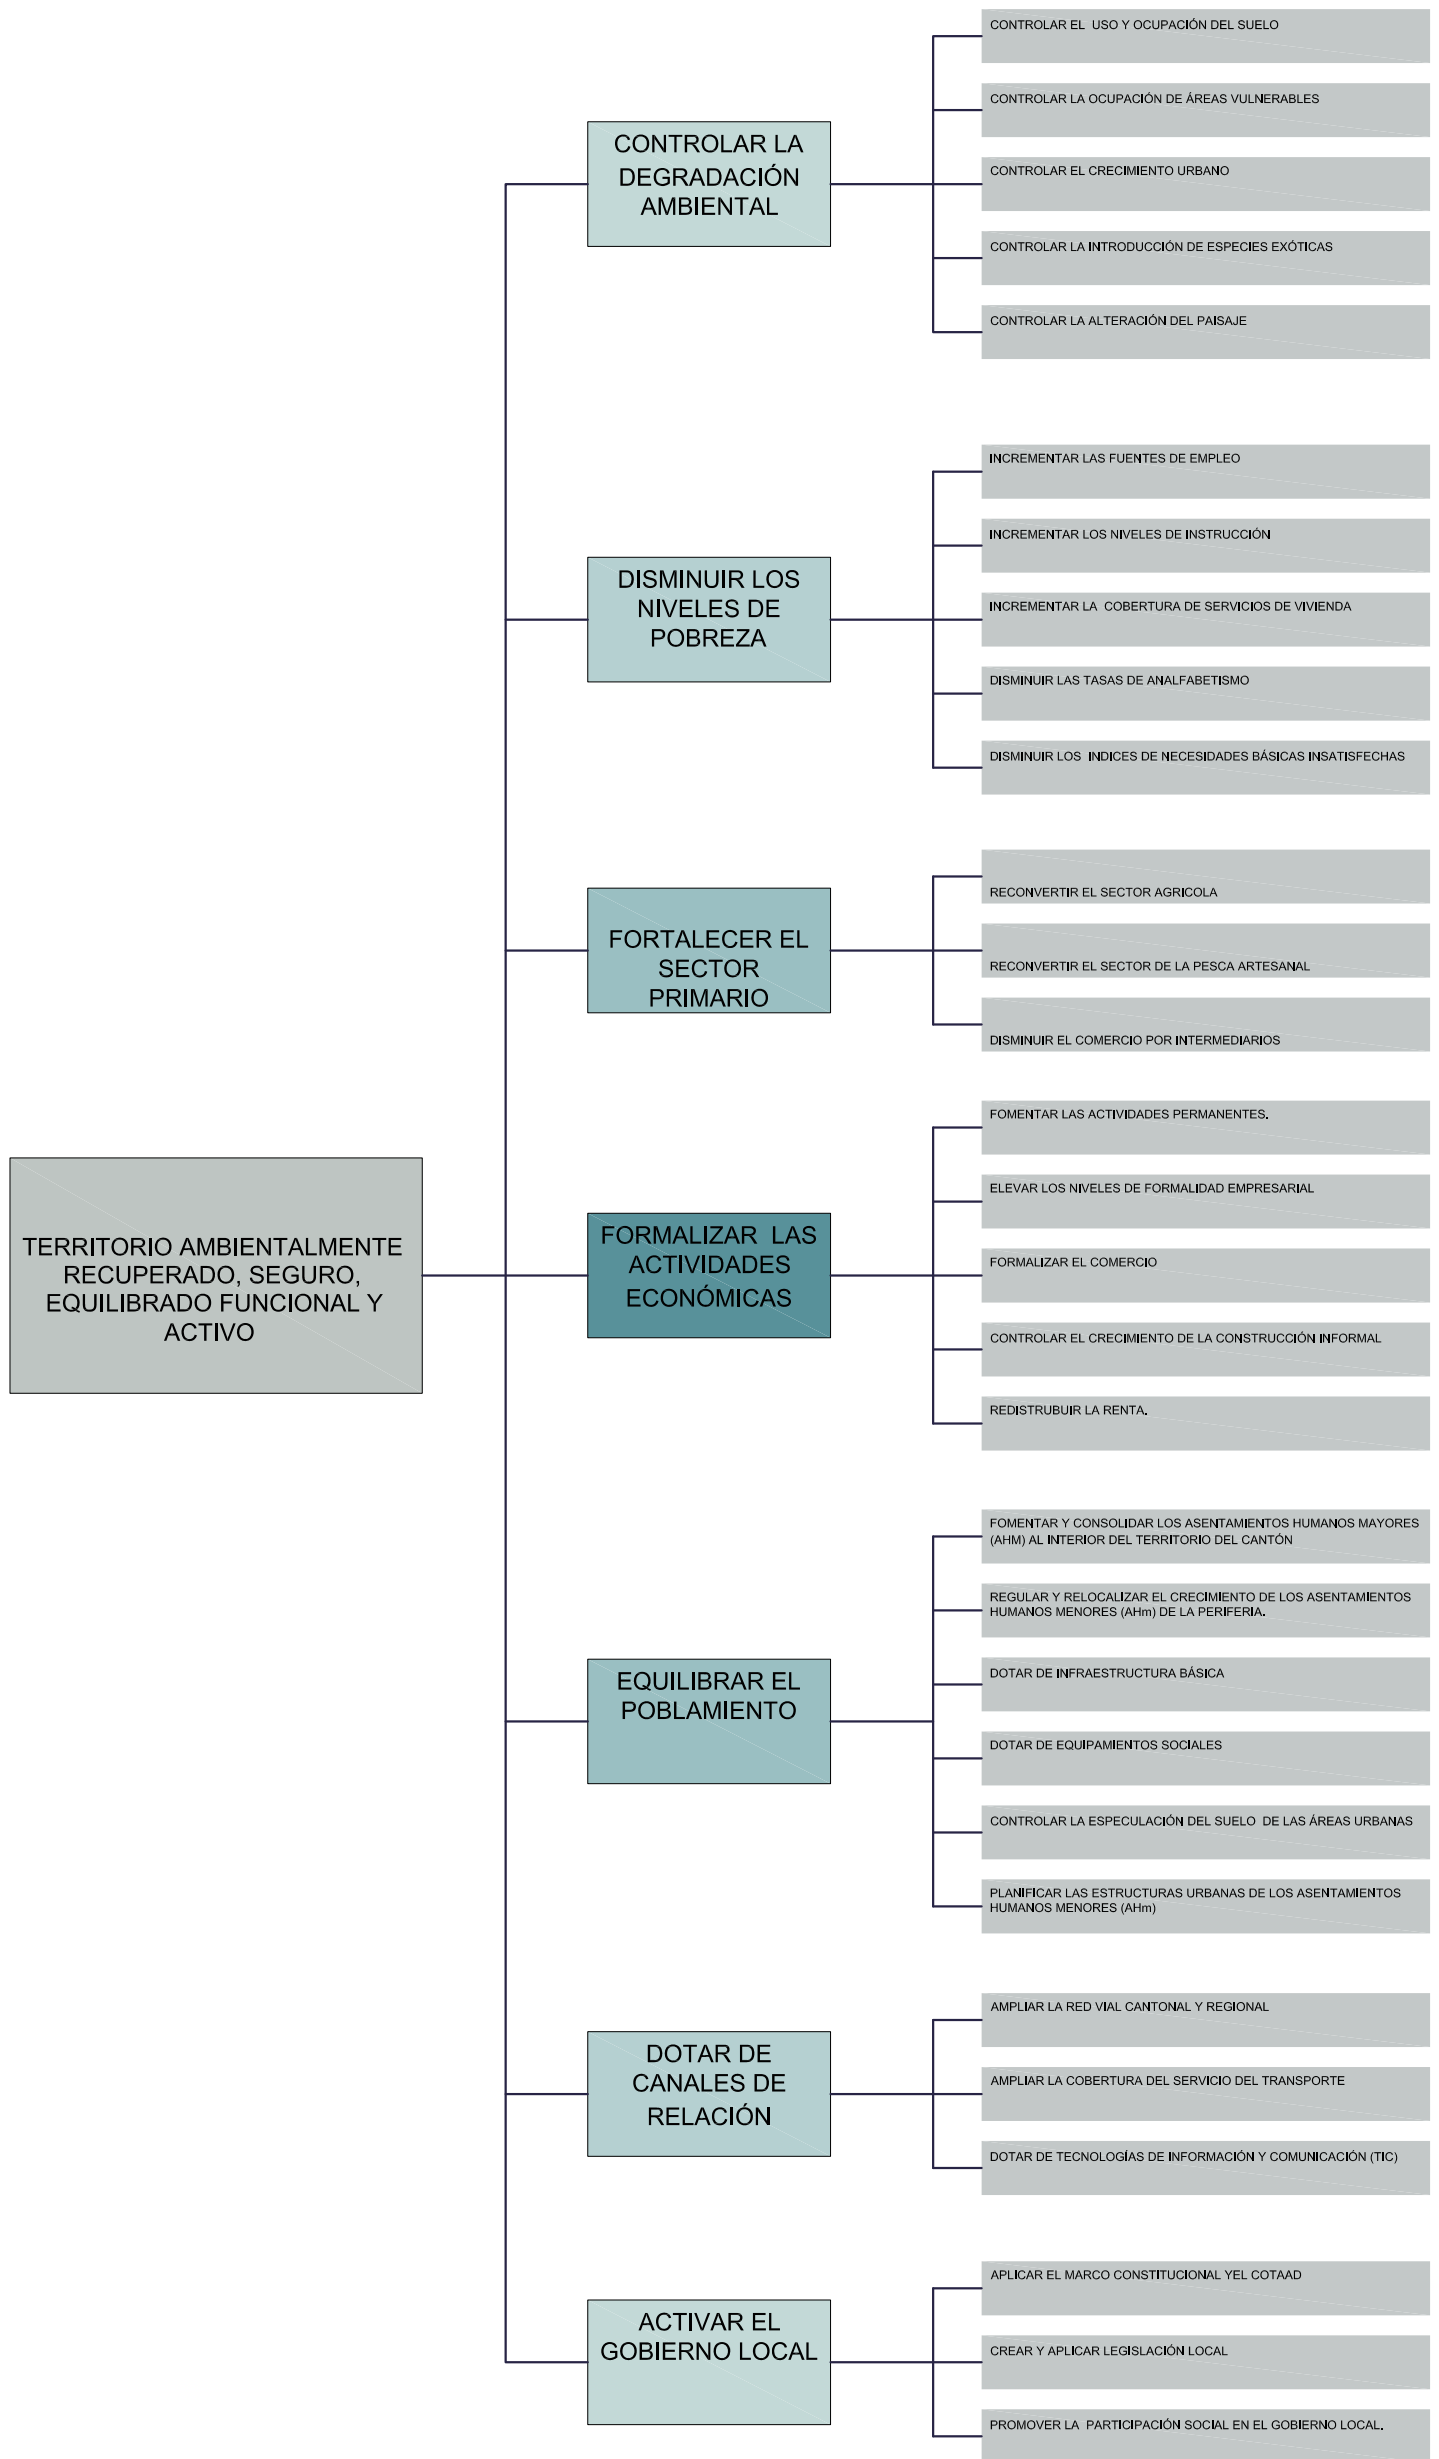 TERRITORIO AMBIENTALMENTE
RECUPERADO, SEGURO,
EQUILIBRADO FUNCIONAL Y
ACTIVO
CONTROLAR LA
DEGRADACIÓN
AMBIENTAL
CONTROLAR EL USO Y OCUPACIÓN DEL SUELO
CONTROLAR LA OCUPACIÓN DE ÁREAS VULNERABLES
CONTROLAR EL CRECIMIENTO URBANO
CONTROLAR LA INTRODUCCIÓN DE ESPECIES EXÓTICAS
CONTROLAR LA ALTERACIÓN DEL PAISAJE
DISMINUIR LOS
NIVELES DE
POBREZA
INCREMENTAR LAS FUENTES DE EMPLEO
INCREMENTAR LOS NIVELES DE INSTRUCCIÓN
INCREMENTAR LA COBERTURA DE SERVICIOS DE VIVIENDA
DISMINUIR LAS TASAS DE ANALFABETISMO
DISMINUIR LOS INDICES DE NECESIDADES BÁSICAS INSATISFECHAS
FORTALECER EL
SECTOR
PRIMARIO
RECONVERTIR EL SECTOR AGRICOLA
RECONVERTIR EL SECTOR DE LA PESCA ARTESANAL
DISMINUIR EL COMERCIO POR INTERMEDIARIOS
FORMALIZAR LAS
ACTIVIDADES
ECONÓMICAS
FOMENTAR LAS ACTIVIDADES PERMANENTES.
ELEVAR LOS NIVELES DE FORMALIDAD EMPRESARIAL
FORMALIZAR EL COMERCIO
CONTROLAR EL CRECIMIENTO DE LA CONSTRUCCIÓN INFORMAL
REDISTRUBUIR LA RENTA.
EQUILIBRAR EL
POBLAMIENTO
FOMENTAR Y CONSOLIDAR LOS ASENTAMIENTOS HUMANOS MAYORES
(AHM) AL INTERIOR DEL TERRITORIO DEL CANTÓN
REGULAR Y RELOCALIZAR EL CRECIMIENTO DE LOS ASENTAMIENTOS
HUMANOS MENORES (AHm) DE LA PERIFERIA.
DOTAR DE INFRAESTRUCTURA BÁSICA
DOTAR DE EQUIPAMIENTOS SOCIALES
CONTROLAR LA ESPECULACIÓN DEL SUELO DE LAS ÁREAS URBANAS
PLANIFICAR LAS ESTRUCTURAS URBANAS DE LOS ASENTAMIENTOS
HUMANOS MENORES (AHm)
DOTAR DE
CANALES DE
RELACIÓN
AMPLIAR LA RED VIAL CANTONAL Y REGIONAL
AMPLIAR LA COBERTURA DEL SERVICIO DEL TRANSPORTE
DOTAR DE TECNOLOGÍAS DE INFORMACIÓN Y COMUNICACIÓN (TIC)
ACTIVAR EL
GOBIERNO LOCAL
APLICAR EL MARCO CONSTITUCIONAL YEL COTAAD
CREAR Y APLICAR LEGISLACIÓN LOCAL
PROMOVER LA PARTICIPACIÓN SOCIAL EN EL GOBIERNO LOCAL.